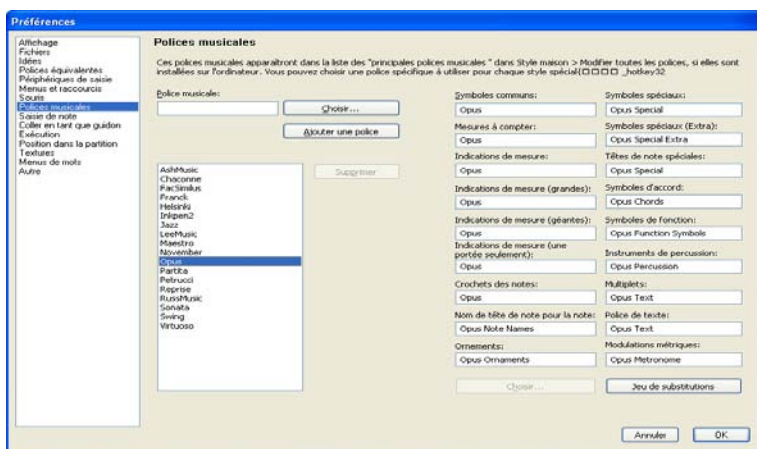 Préférences
Affichage
Fichiers
Idées
Polices équivalentes
Périphériques de saisie
Menus et raccourcis
Souris
Polices musicales
Saisie de note
Coller en tant que guidon
Exécution
Position dans la partition
Textures
Menus de mots
Autre
Polices musicales
Ces polices musicales apparaîtront dans la liste des "principales polices musicales " dans Style maison > Modifier toutes les polices, si elles sont
installées sur l'ordinateur. Vous pouvez choisir une police spécifique à utiliser pour chaque style spécial(□□□□ _hotkey32
Police musicale:
Choisir...
Ajouter une police
AshMusic
Chaconne
FacSimilus
Franck
Helsinki
Inkpen2
Jazz
LeeMusic
Maestro
November
Opus
Partita
Petrucci
Reprise
RussMusic
Sonata
Swing
Virtuoso
Supprimer
Symboles communs:
Opus
Mesures à compter:
Opus
Indications de mesure:
Opus
Indications de mesure (grandes):
Opus
Indications de mesure (géantes):
Opus
Indications de mesure (une
portée seulement):
Opus
Crochets des notes:
Opus
Nom de tête de note pour la note:
Opus Note Names
Ornements:
Opus Ornaments
Choisir...
Symboles spéciaux:
Opus Special
Symboles spéciaux (Extra):
Opus Special Extra
Têtes de note spéciales:
Opus Special
Symboles d'accord:
Opus Chords
Symboles de fonction:
Opus Function Symbols
Instruments de percussion:
Opus Percussion
Multiplets:
Opus Text
Police de texte:
Opus Text
Modulations métriques:
Opus Metronome
Jeu de substitutions
Annuler
OK